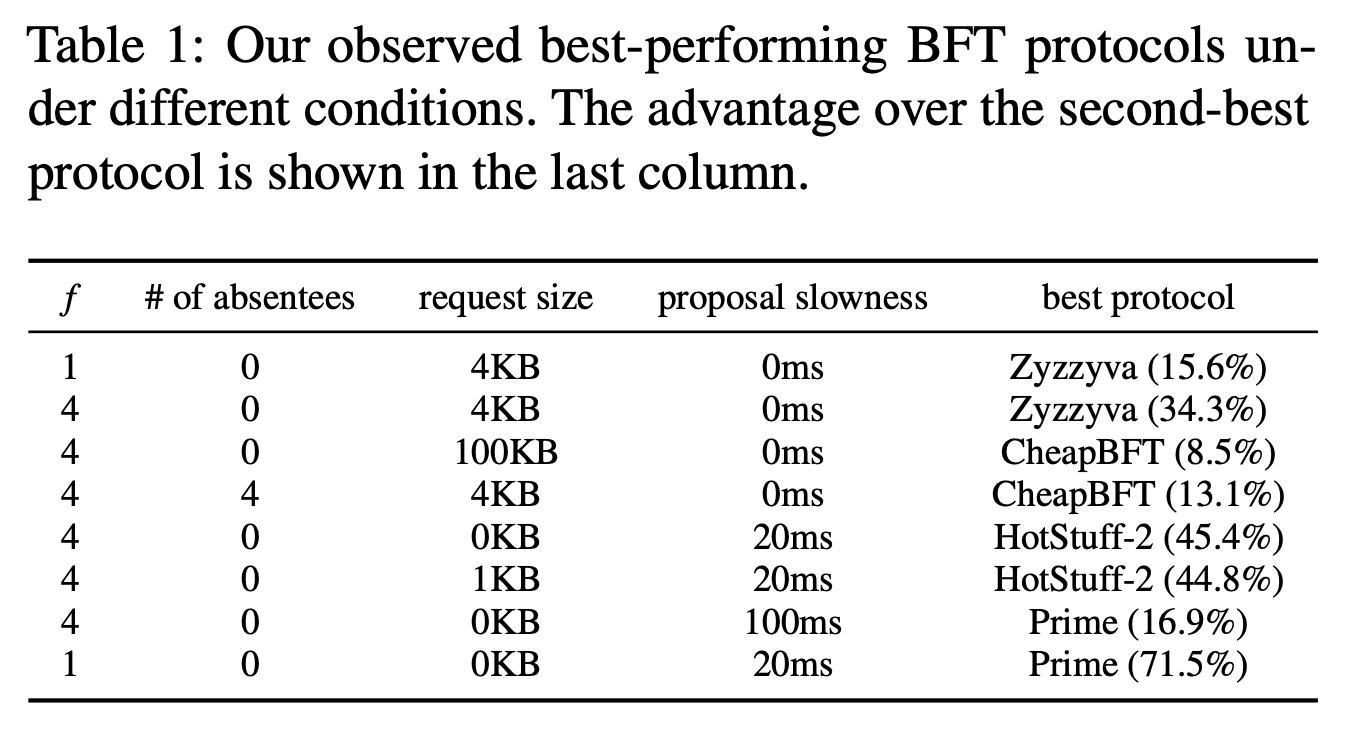 Table 1: Our observed best-performing BFT protocols un-
der different conditions. The advantage over the second-best
protocol is shown in the last column.
f # of absentees request size proposal slowness best protocol
1 0 4KB 0ms Zyzzyva (15.6%)
4 0 4KB 0ms Zyzzyva (34.3%)
4 0 100KB 0ms CheapBFT (8.5%)
4 4 4KB 0ms CheapBFT (13.1%)
4 0 0KB 20ms HotStuff-2 (45.4%)
4 0 1KB 20ms HotStuff-2 (44.8%)
4 0 0KB 100ms Prime (16.9%)
1 0 0KB 20ms Prime (71.5%)